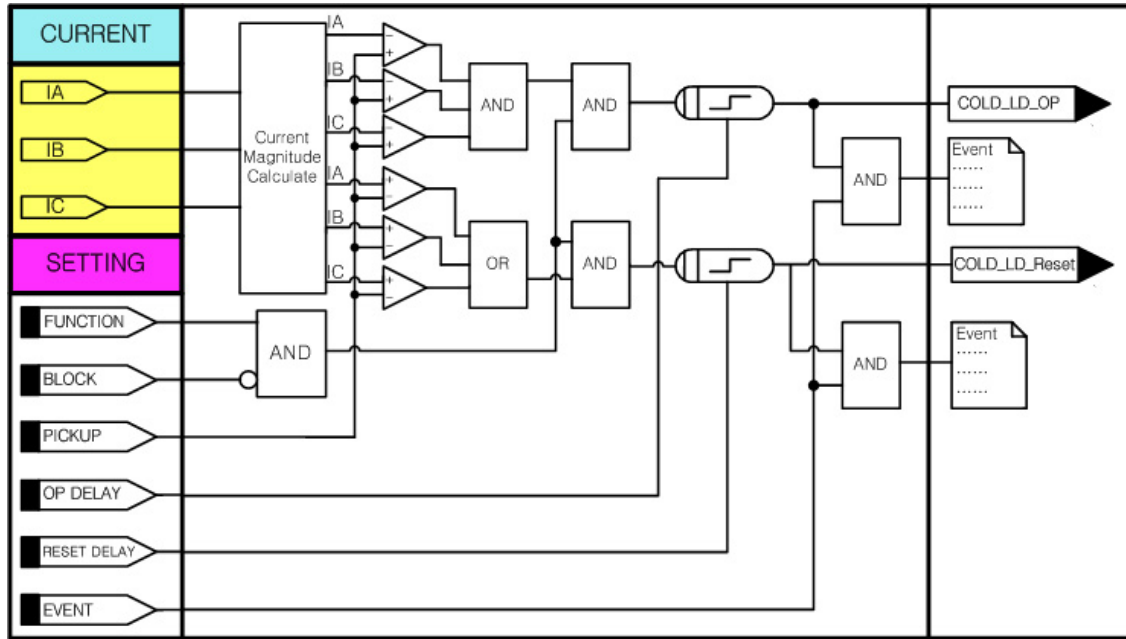 CURRENT
IA
IB
IC
SETTING
FUNCTION
BLOCK
PICKUP
OP DELAY
RESET DELAY
EVENT
Current
Magnitude
Calculate
IA
IB
IC
IA
IB
IC
- 
+
-
+
-
+
+
-
+
-
+
-
AND
OR
AND
AND
AND
AND
AND
COLD_LD_OP
Event
......
......
......
COLD_LD_Reset
Event
......
......
......